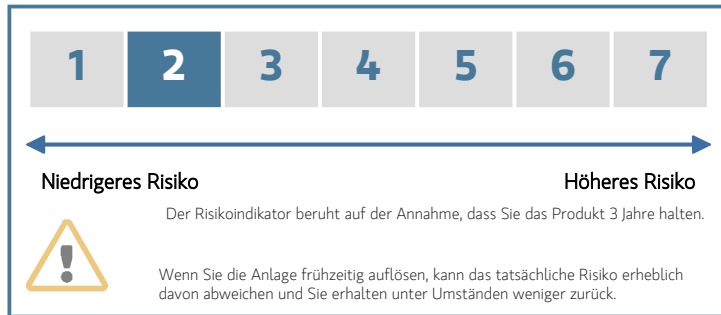 1 2 3 4 5 6 7
Niedrigeres Risiko Höheres Risiko
Der Risikoindikator beruht auf der Annahme, dass Sie das Produkt 3 Jahre halten.
Wenn Sie die Anlage frühzeitig auflösen, kann das tatsächliche Risiko erheblich
davon abweichen und Sie erhalten unter Umständen weniger zurück.